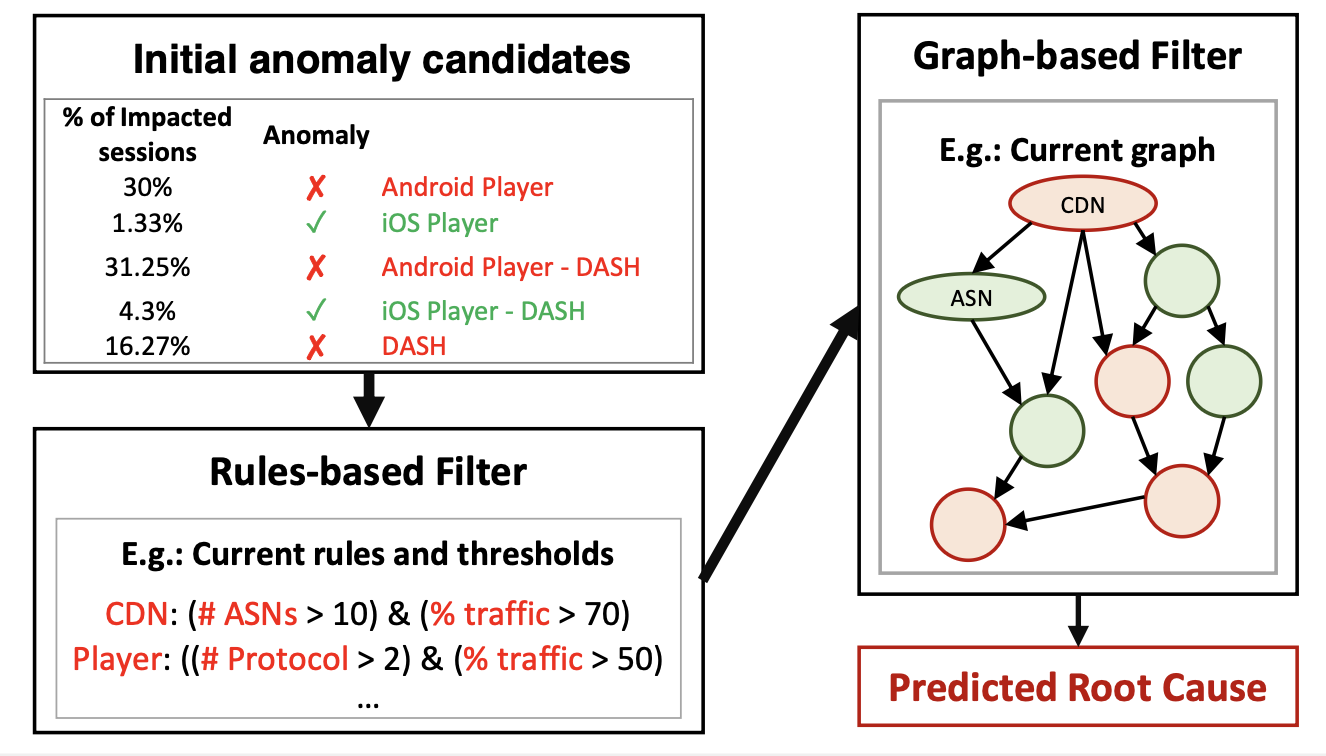 Initial anomaly candidates
% of Impacted sessions Anomaly
30% ✗ Android Player
1.33% ✓ iOS Player
31.25% ✗ Android Player - DASH
4.3% ✓ iOS Player - DASH
16.27% ✗ DASH
Rules-based Filter
E.g.: Current rules and thresholds
CDN: (# ASNs > 10) & (% traffic > 70)
Player: ((# Protocol > 2) & (% traffic > 50)
...
Graph-based Filter
E.g.: Current graph
CDN
ASN
Predicted Root Cause